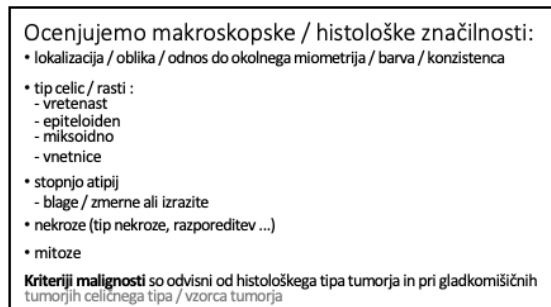 Ocenjujemo makroskopske / histološke značilnosti:
• lokalizacija / oblika / odnos do okolnega miometrija / barva / konzistenca
• tip celic / rasti :
- vretenast
- epiteloiden
- miksoidno
- vnetnice
• stopnjo atipij
- blage / zmerne ali izrazite
• nekroze (tip nekroze, razporeditev ...)
• mitoze
Kriteriji malignosti so odvisni od histološkega tipa tumorja in pri gladkomišičnih
tumorjih celičnega tipa / vzorca tumorja